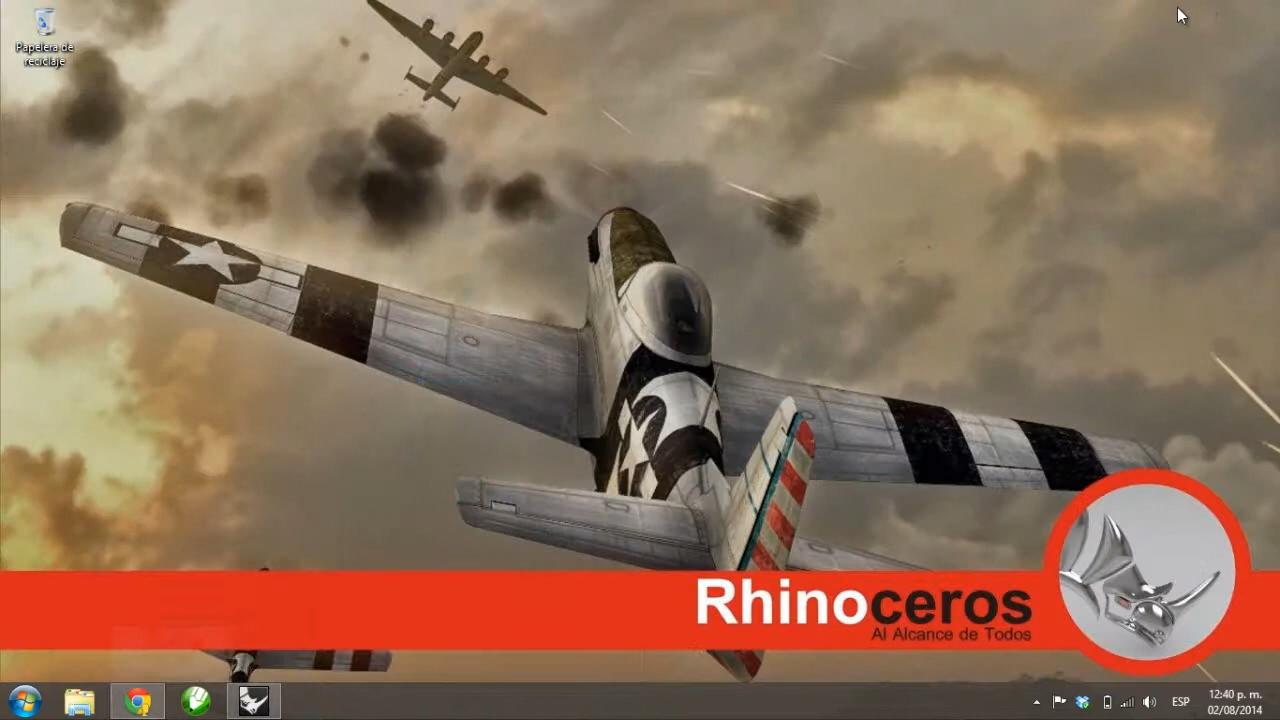 Papelera de
reciclaje
Rhinoceros
Al Alcance de Todos
ESP
12:40 p. m.
02/08/2014